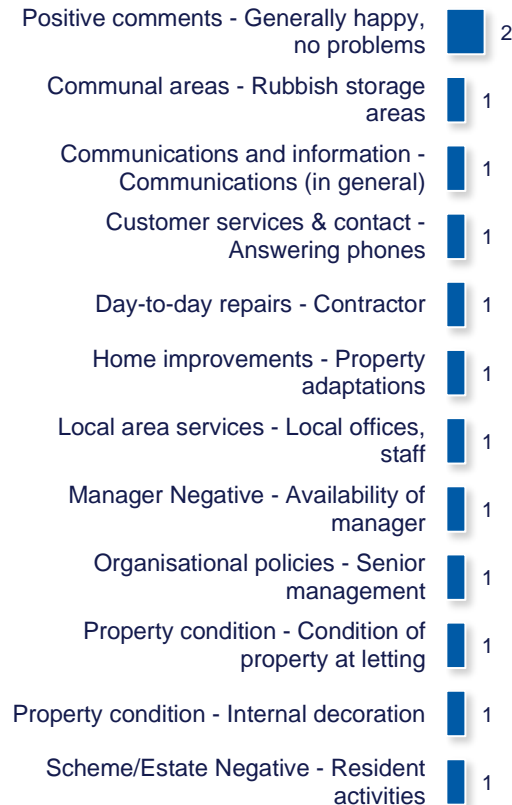 Positive comments - Generally happy,
no problems
2
Communal areas - Rubbish storage
areas
1
Communications and information -
Communications (in general)
1
Customer services & contact -
Answering phones
1
Day-to-day repairs - Contractor
1
Home improvements - Property
adaptations
1
Local area services - Local offices,
staff
1
Manager Negative - Availability of
manager
1
Organisational policies - Senior
management
1
Property condition - Condition of
property at letting
1
Property condition - Internal decoration
1
Scheme/Estate Negative - Resident
activities
1